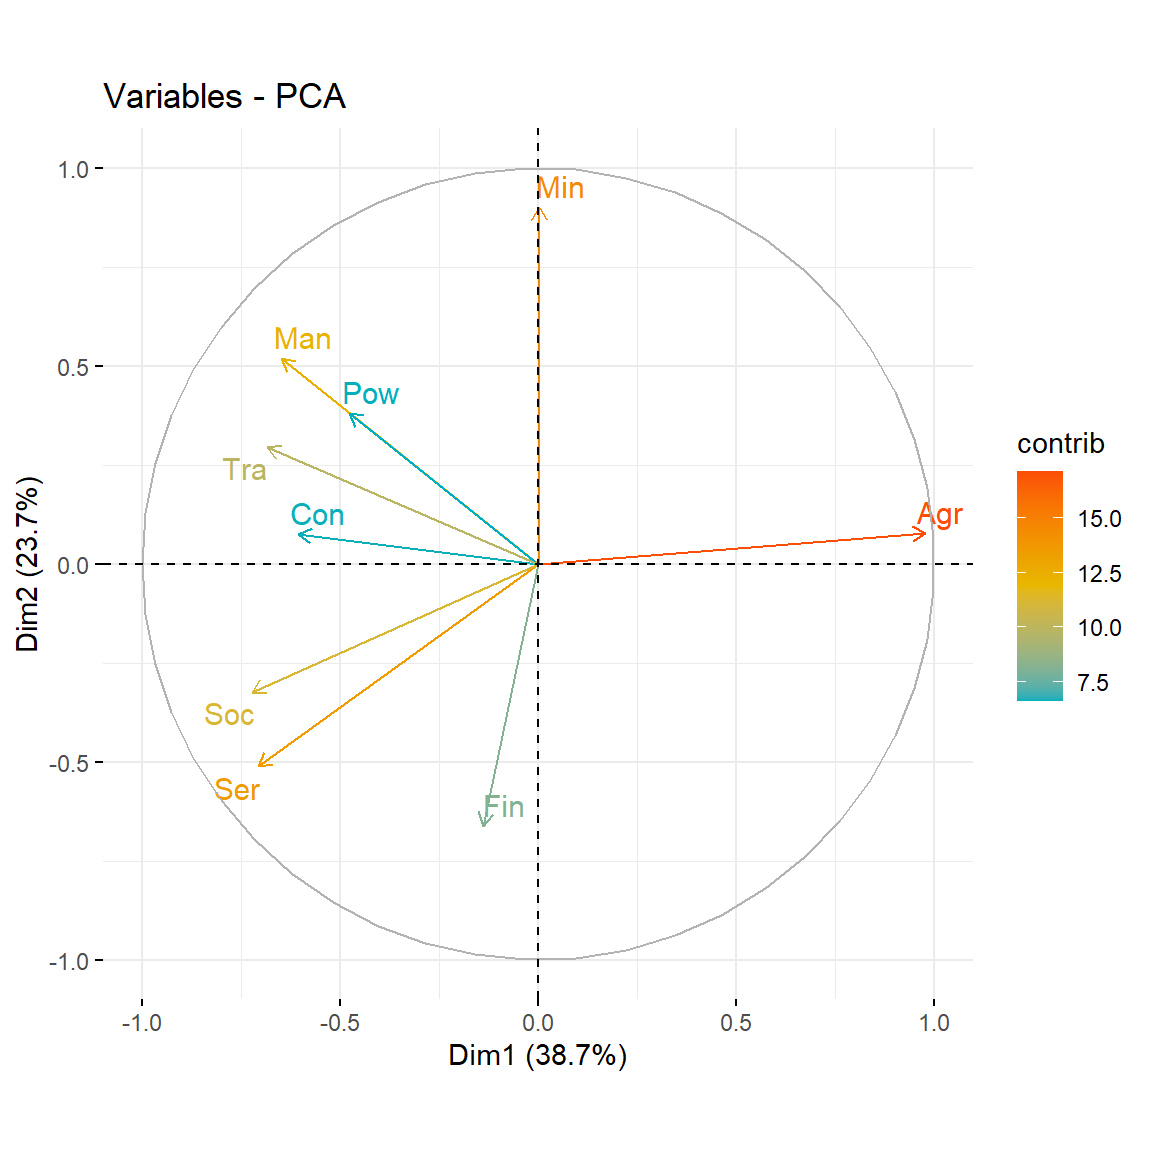 Variables - PCA
1.0
0.5
0.0
-0.5
-1.0
Dim2 (23.7%)
Min
Man
Pow
Tra
Con
Agr
Soc
Ser
Fin
-1.0
-0.5
0.0
0.5
1.0
Dim1 (38.7%)
contrib
15.0
12.5
10.0
7.5